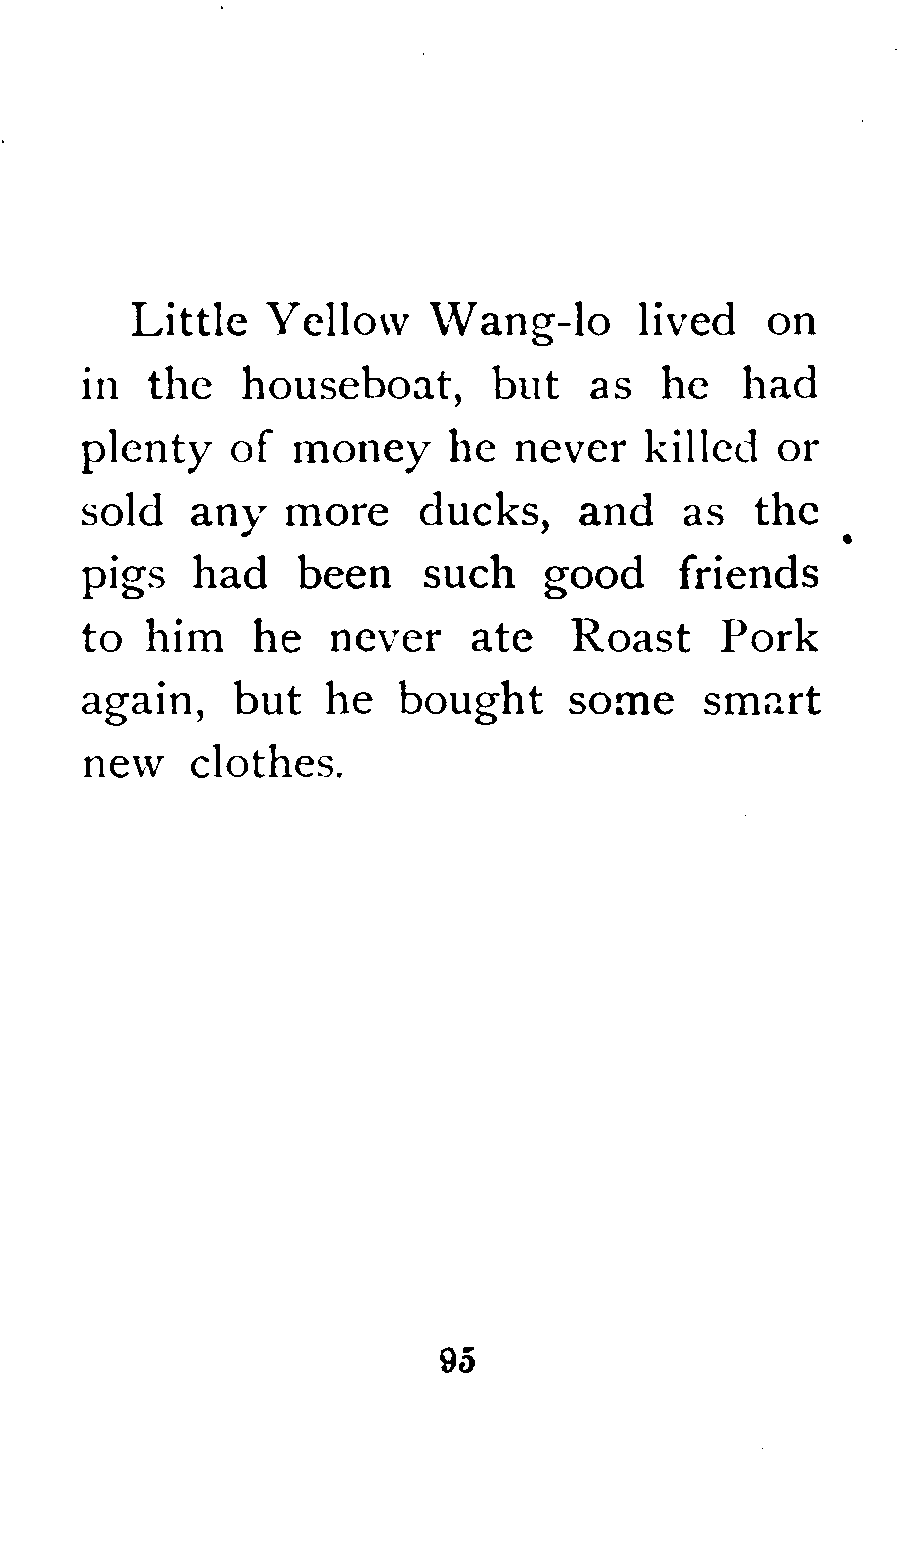 Little Yellow Wang-lo lived on
in the houseboat, but as he had
plenty of money he never killed or
sold any more ducks, and as the
pigs had been such good friends
to him he never ate Roast Pork
again, but he bought some smart
new clothes.
95